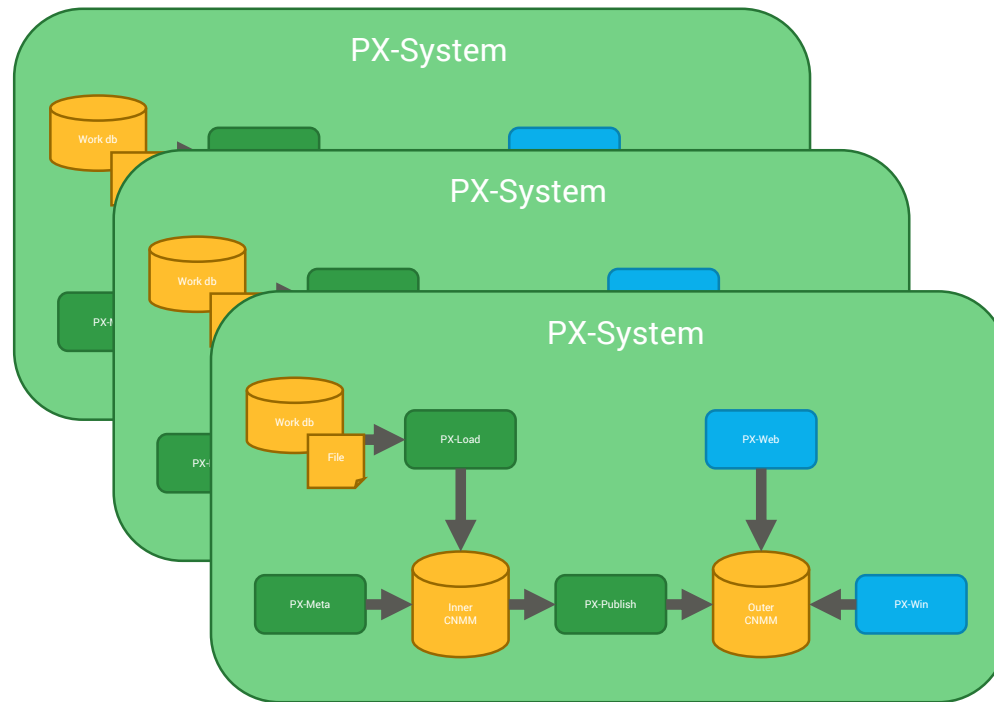 PX-System
Work db
PX-System
Work db
PX-System
Work db
File
PX-Load
PX-Web
PX-Meta
Inner
CNMM
PX-Publish
Outer
CNMM
PX-Win